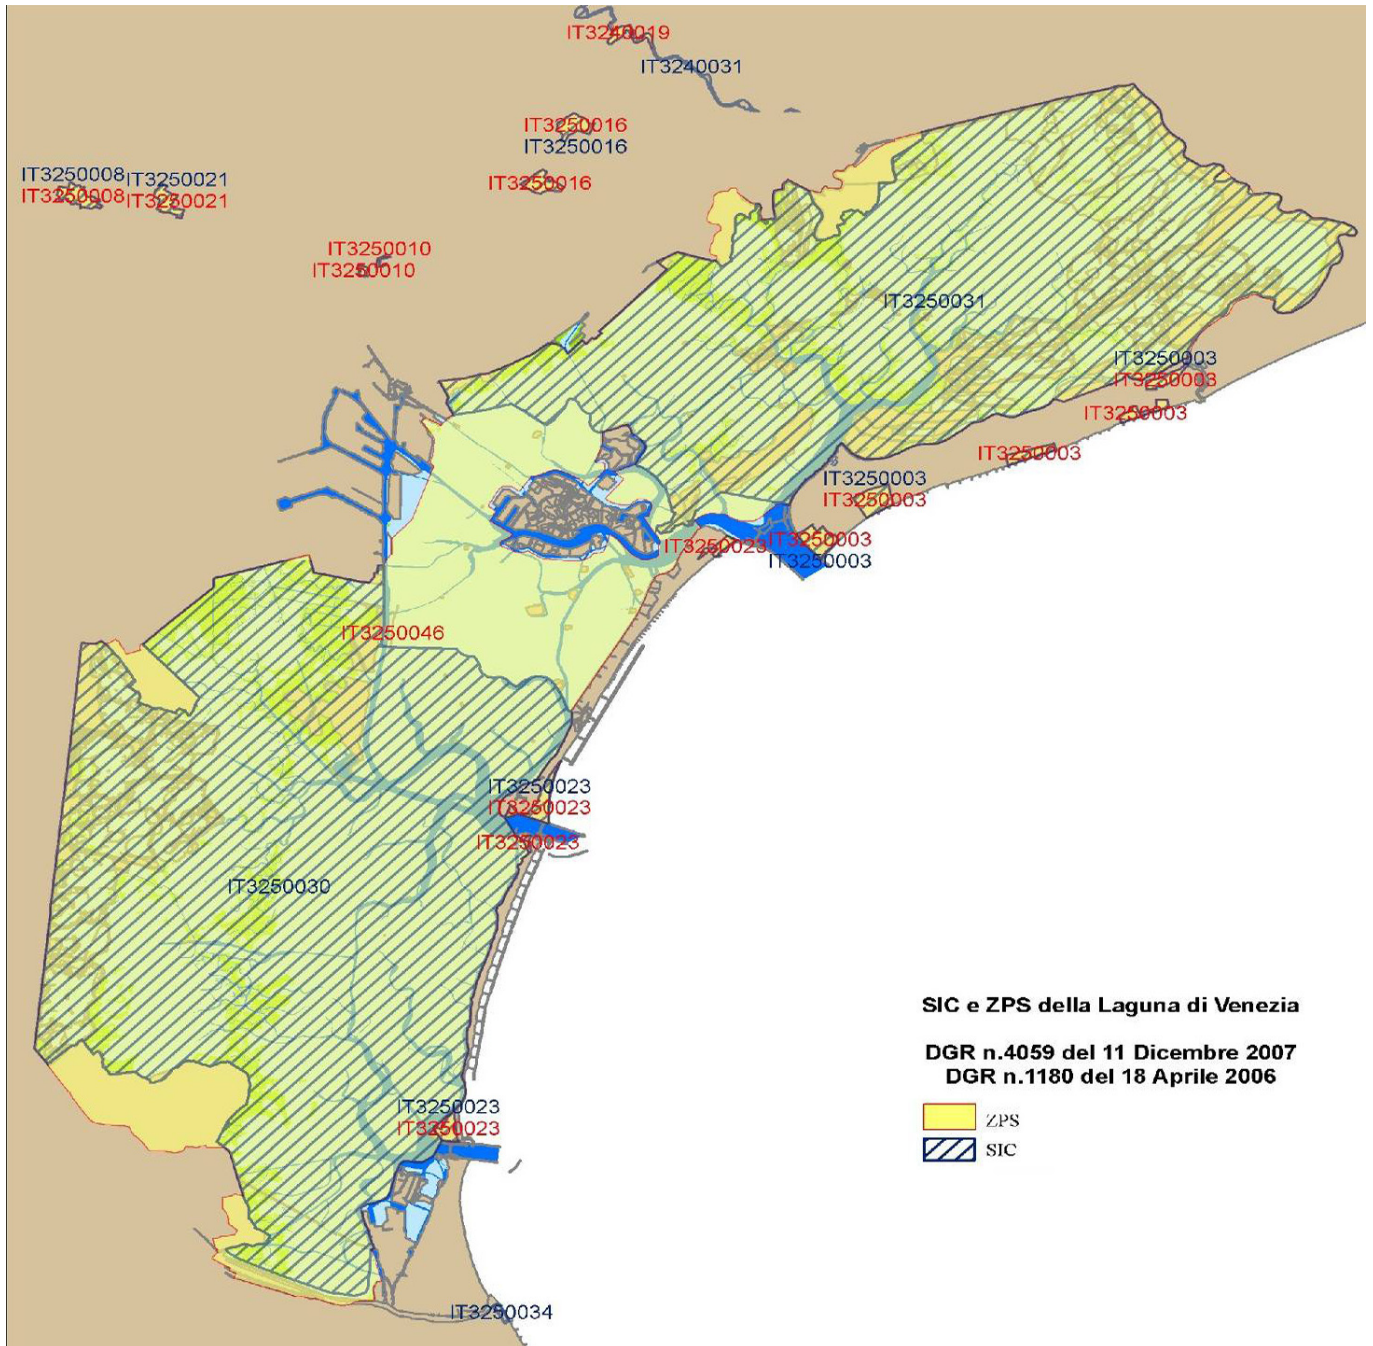 IT3240019
IT3240031
IT3250016
IT3250016
IT3250008
IT3250021
IT3250016
IT3250008
IT3250021
IT3250010
IT3250010
IT3250031
IT3250003
IT3250003
IT3250003
IT3250003
IT3250003
IT3250003
IT3250003
IT3250023
IT3250003
IT3250046
IT3250023
IT3250023
IT3250023
IT3250030
SIC e ZPS della Laguna di Venezia
DGR n.4059 del 11 Dicembre 2007
DGR n.1180 del 18 Aprile 2006
IT3250023
ZPS
IT3250023
SIC
IT3250034